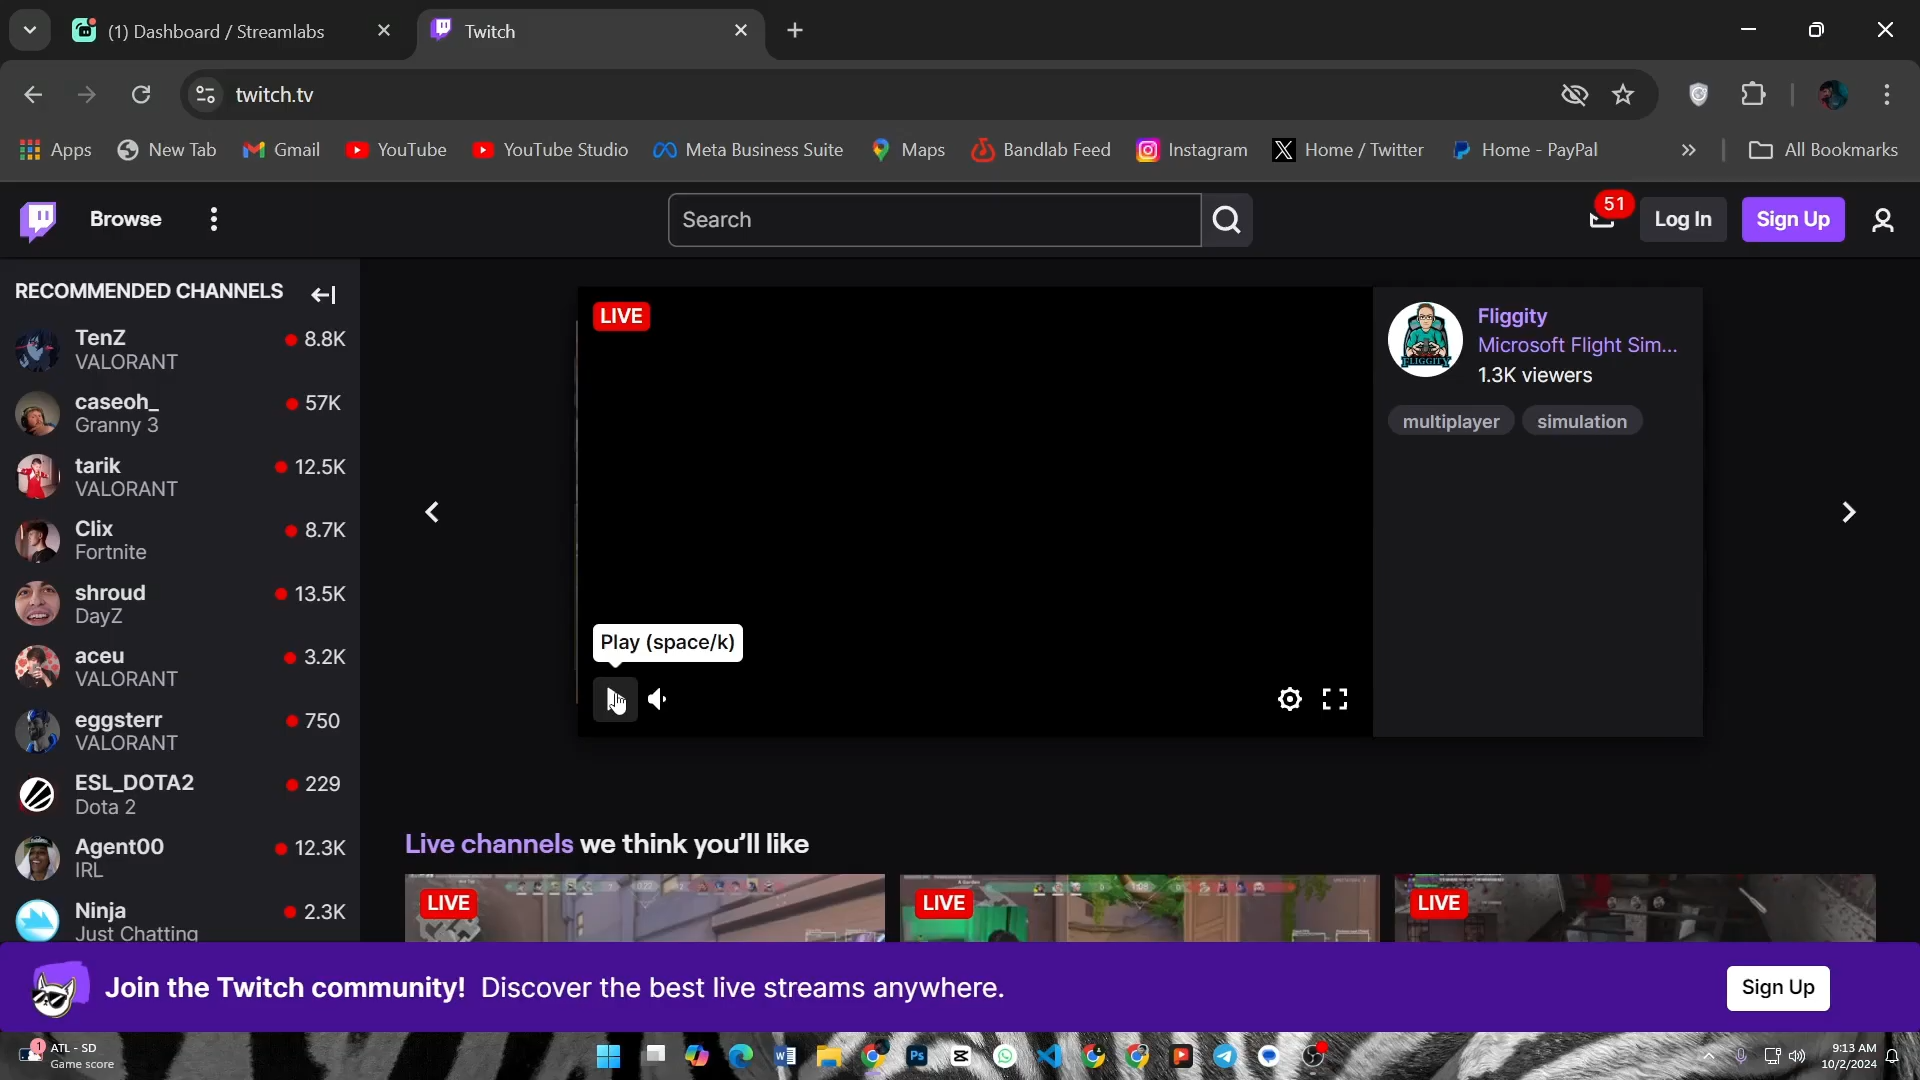 (1) Dashboard / Streamlabs
Twitch
twitch.tv
Apps
New Tab
Gmail
YouTube
YouTube Studio
Meta Business Suite
Maps
Bandlab Feed
Instagram
Home / Twitter
Home - PayPal
All Bookmarks
Browse
Search
51
Log In
Sign Up
RECOMMENDED CHANNELS
TenZ
VALORANT
8.8K
caseoh_
Granny 3
57K
tarik
VALORANT
12.5K
Clix
Fortnite
8.7K
shroud
DayZ
13.5K
aceu
VALORANT
3.2K
eggsterr
VALORANT
750
ESL_DOTA2
Dota 2
229
Agent00
IRL
12.3K
Ninja
Just Chatting
2.3K
LIVE
Play (space/k)
FLIGGITY
Fliggity
Microsoft Flight Sim...
1.3K viewers
multiplayer
simulation
Live channels we think you'll like
LIVE
LIVE
LIVE
Join the Twitch community! Discover the best live streams anywhere.
Sign Up
1
ATL - SD
Game score
Ps
9:13 AM
10/2/2024